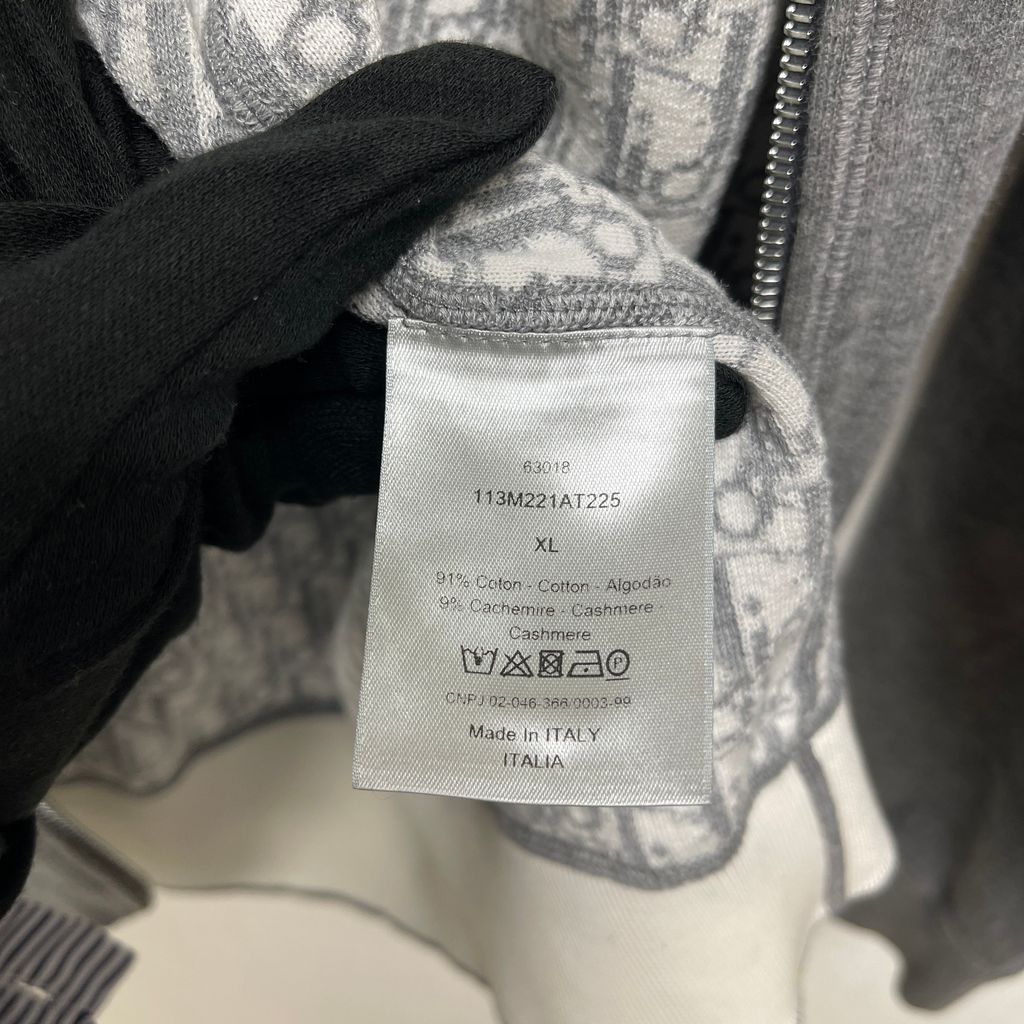 63018
113M221AT225
XL
91% Coton - Cotton - Algodão
9% Cachemire - Cashmere -
Cashmere
P
CNPJ 02-046-366/0003-99
Made In ITALY
ITALIA